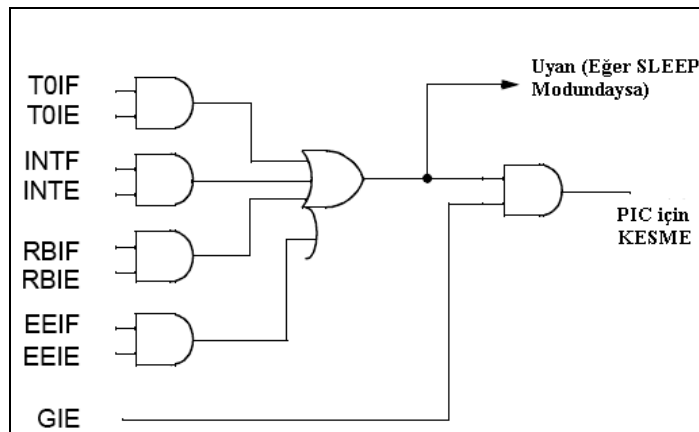 T0IF
T0IE
INTF
INTE
RBIF
RBIE
EEIF
EEIE
GIE
Uyan (Eğer SLEEP
Modundaysa)
PIC için
KESME